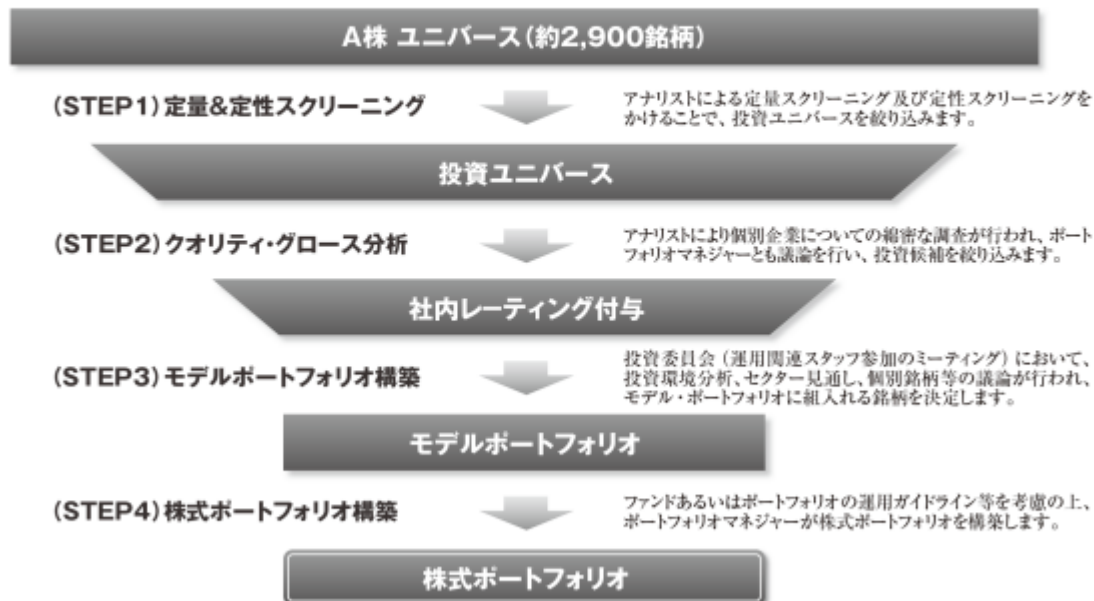 A株 ユニバース(約2,900銘柄)
(STEP1)定量&定性スクリーニング
アナリストによる定量スクリーニング及び定性スクリーニングを
かけることで、投資ユニバースを絞り込みます。
投資ユニバース
(STEP2)クオリティ・グロース分析
アナリストにより個別企業についての綿密な調査が行われ、ポート
フォリオマネジャーとも議論を行い、投資候補を絞り込みます。
社内レーティング付与
(STEP3)モデルポートフォリオ構築
投資委員会(運用関連スタッフ参加のミーティング)において、
投資環境分析、セクター見通し、個別銘柄等の議論が行われ、
モデル・ポートフォリオに組入れる銘柄を決定します。
モデルポートフォリオ
(STEP4)株式ポートフォリオ構築
ファンドあるいはポートフォリオの運用ガイドライン等を考慮の上、
ポートフォリオマネジャーが株式ポートフォリオを構築します。
株式ポートフォリオ